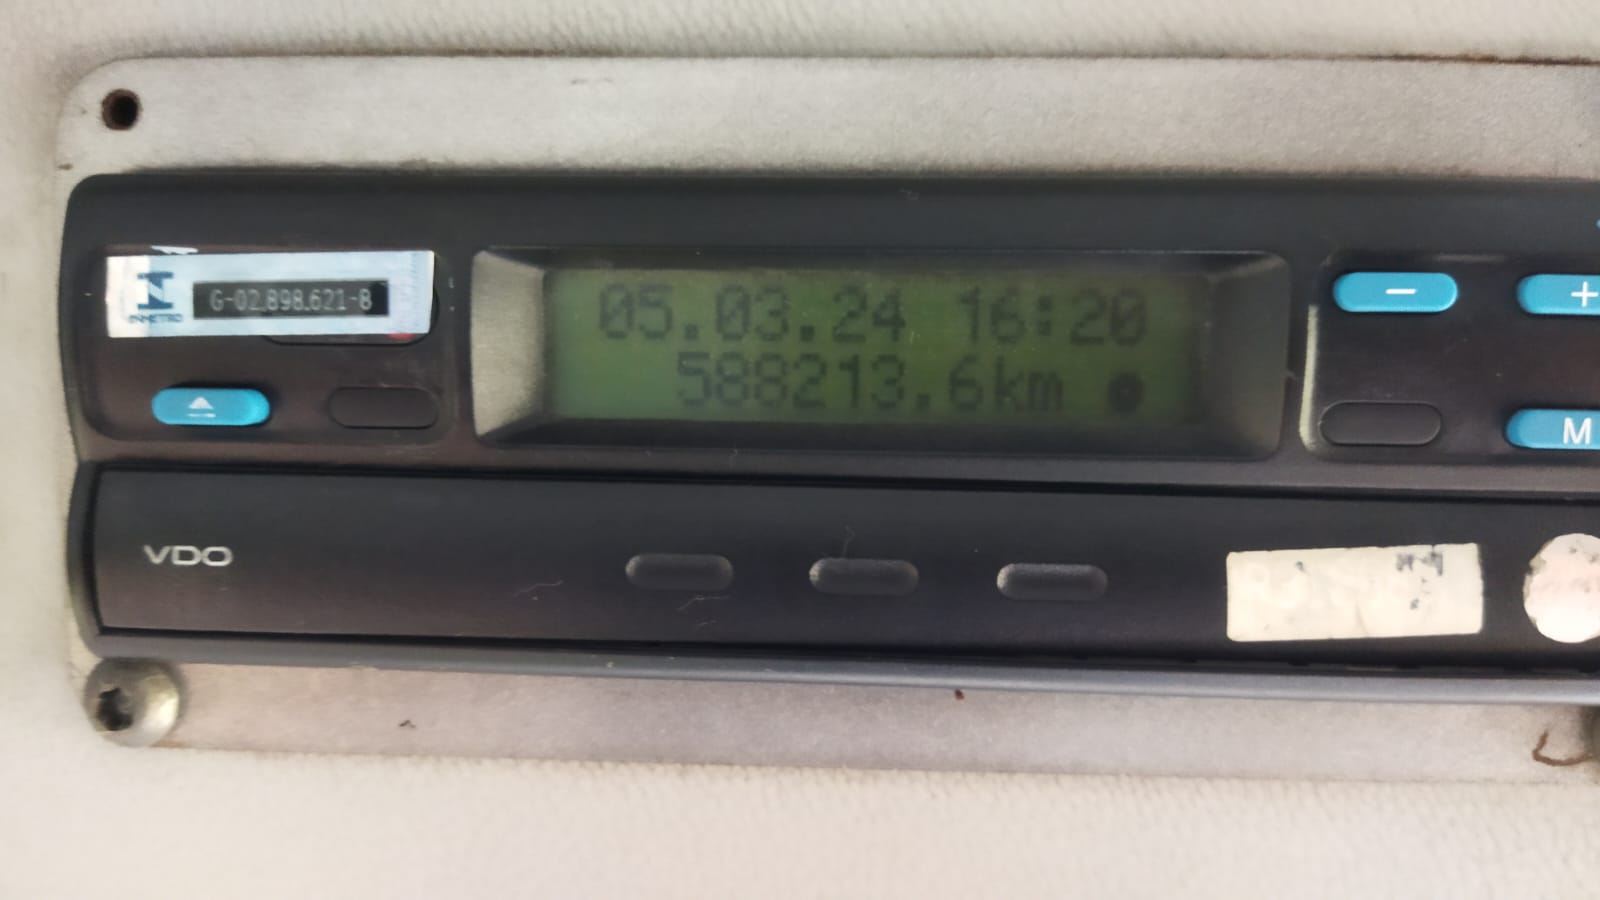 INMETRO
G-02.898.621-8
05.03.24 16:20
588213.6km
−
+
M
VDO